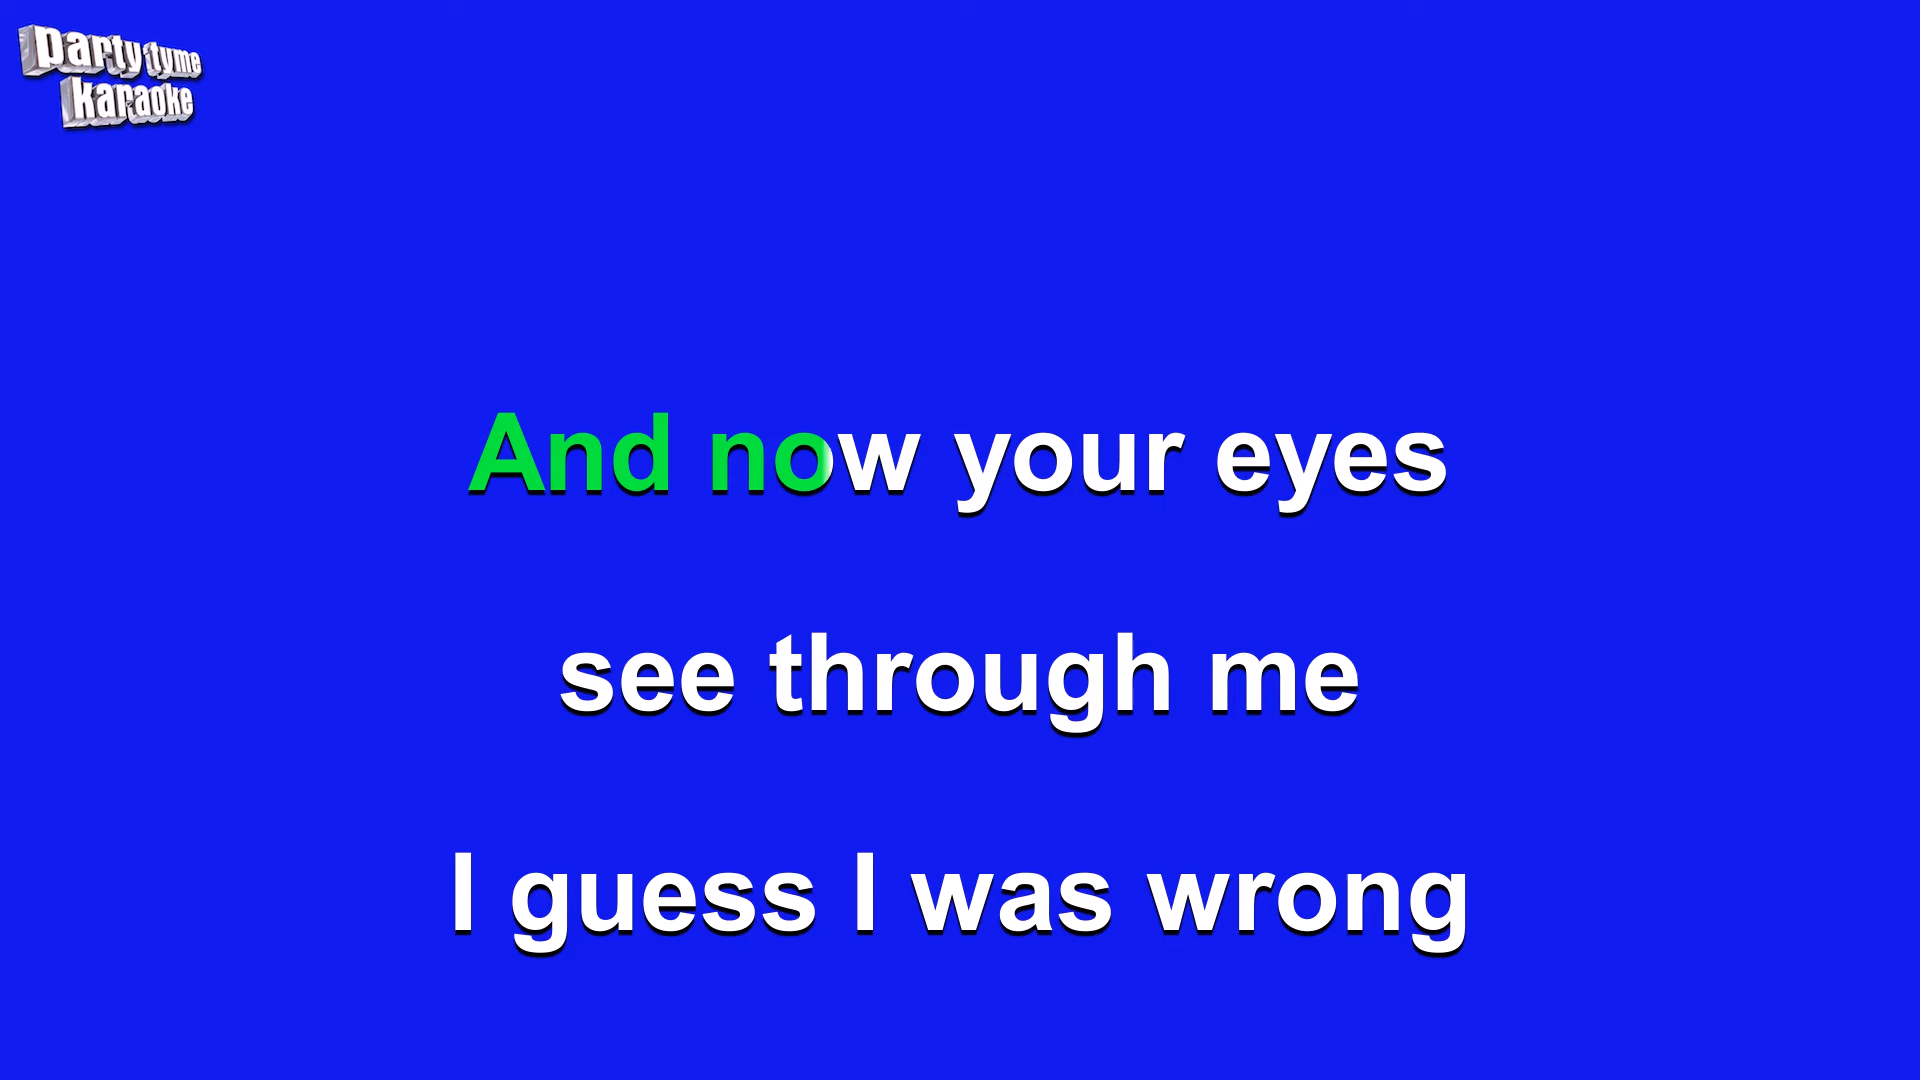 party tyme
karaoke
And now your eyes
see through me
I guess I was wrong